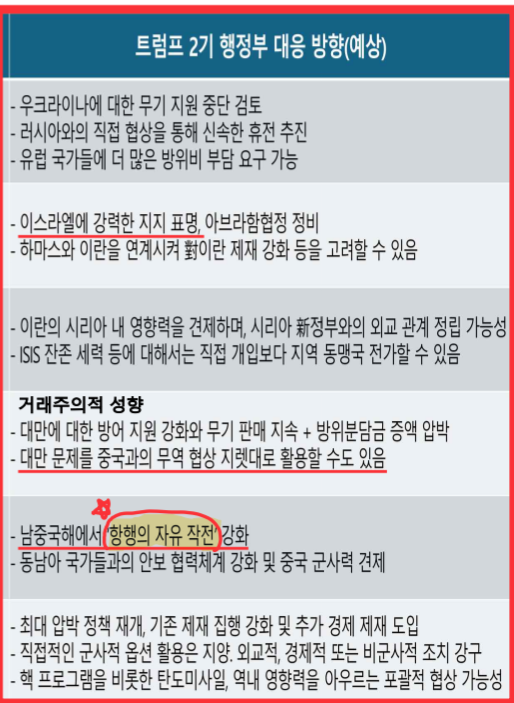 트럼프 2기 행정부 대응 방향(예상)
- 우크라이나에 대한 무기 지원 중단 검토
- 러시아와의 직접 협상을 통해 신속한 휴전 추진
- 유럽 국가들에 더 많은 방위비 부담 요구 가능
- 이스라엘에 강력한 지지 표명, 아브라함협정 정비
- 하마스와 이란을 연계시켜 對이란 제재 강화 등을 고려할 수 있음
- 이란의 시리아 내 영향력을 견제하며, 시리아 新정부와의 외교 관계 정립 가능성
- ISIS 잔존 세력 등에 대해서는 직접 개입보다 지역 동맹국 전가할 수 있음
거래주의적 성향
- 대만에 대한 방어 지원 강화와 무기 판매 지속 + 방위분담금 증액 압박
- 대만 문제를 중국과의 무역 협상 지렛대로 활용할 수도 있음
- 남중국해에서 '항행의 자유 작전' 강화
- 동남아 국가들과의 안보 협력체계 강화 및 중국 군사력 견제
- 최대 압박 정책 재개, 기존 제재 집행 강화 및 추가 경제 제재 도입
- 직접적인 군사적 옵션 활용은 지양. 외교적, 경제적 또는 비군사적 조치 강구
- 핵 프로그램을 비롯한 탄도미사일, 역내 영향력을 아우르는 포괄적 협상 가능성